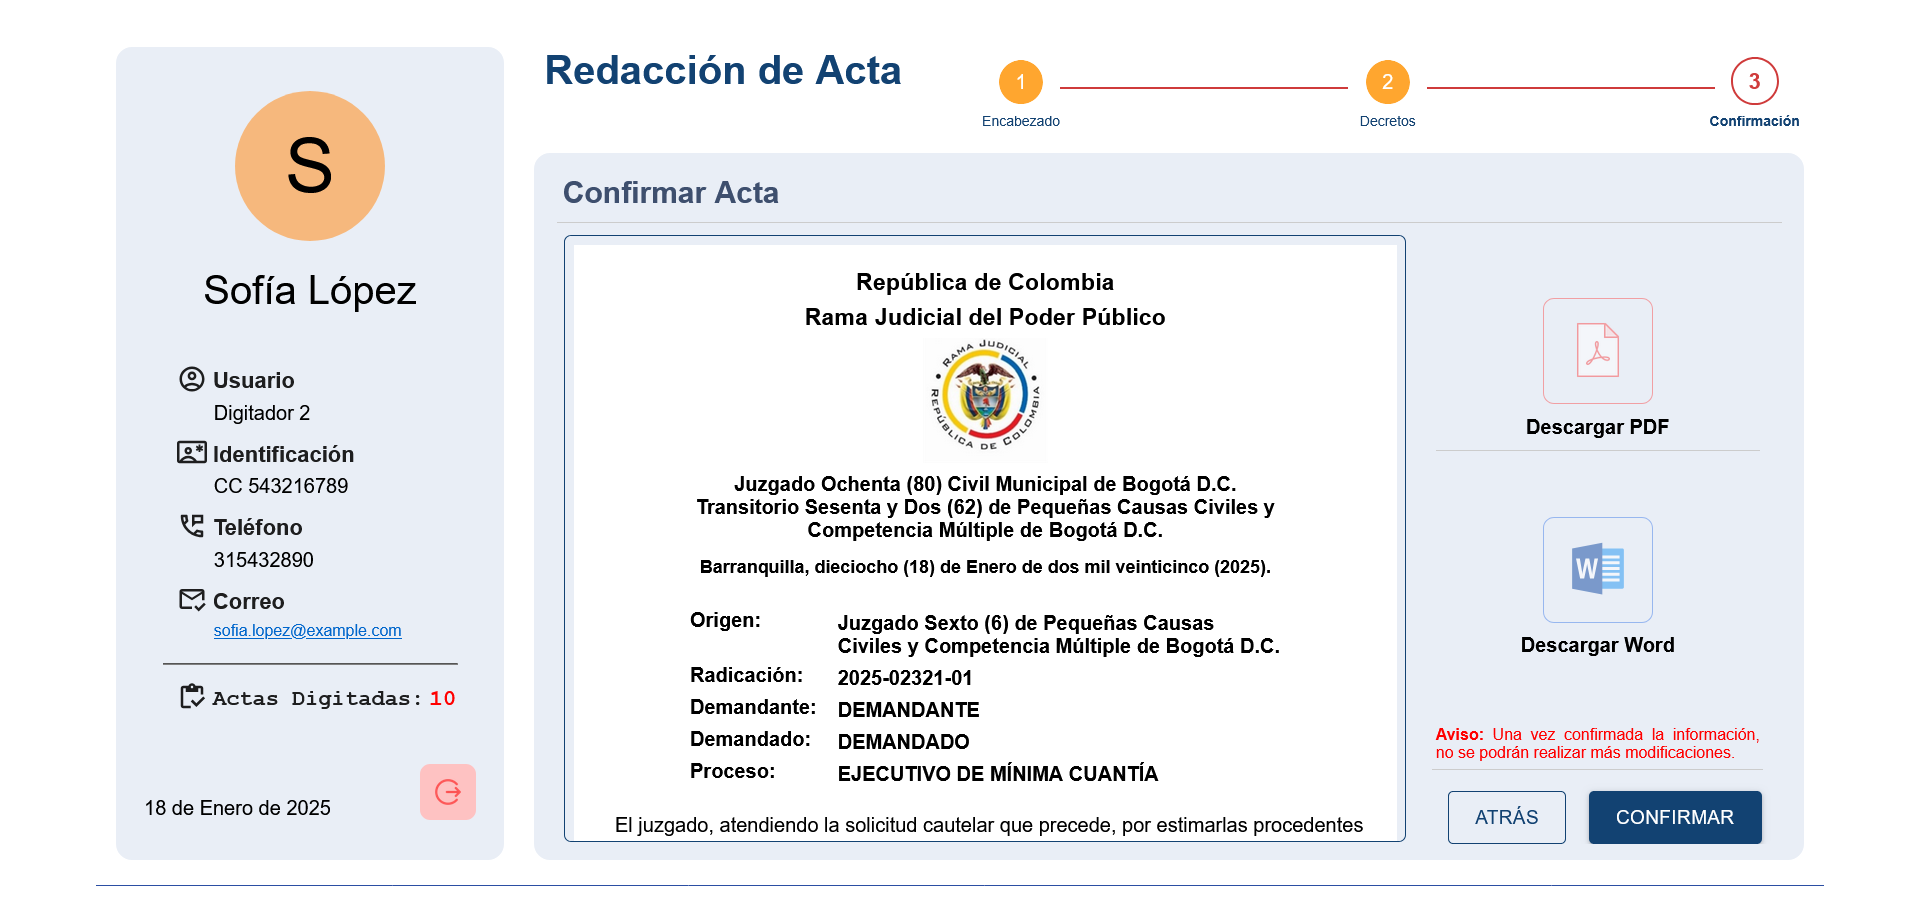 S
Sofía López
Usuario
Digitador 2
Identificación
CC 543216789
Teléfono
315432890
Correo
sofia.lopez@example.com
Actas Digitadas: 10
18 de Enero de 2025
Redacción de Acta
1
Encabezado
2
Decretos
3
Confirmación
Confirmar Acta
República de Colombia
Rama Judicial del Poder Público
RAMA JUDICIAL
REPÚBLICA DE COLOMBIA
Juzgado Ochenta (80) Civil Municipal de Bogotá D.C.
Transitorio Sesenta y Dos (62) de Pequeñas Causas Civiles y
Competencia Múltiple de Bogotá D.C.
Barranquilla, dieciocho (18) de Enero de dos mil veinticinco (2025).
Origen: Juzgado Sexto (6) de Pequeñas Causas
Civiles y Competencia Múltiple de Bogotá D.C.
Radicación: 2025-02321-01
Demandante: DEMANDANTE
Demandado: DEMANDADO
Proceso: EJECUTIVO DE MÍNIMA CUANTÍA
El juzgado, atendiendo la solicitud cautelar que precede, por estimarlas procedentes
Descargar PDF
W
Descargar Word
Aviso: Una vez confirmada la información,
no se podrán realizar más modificaciones.
ATRÁS
CONFIRMAR